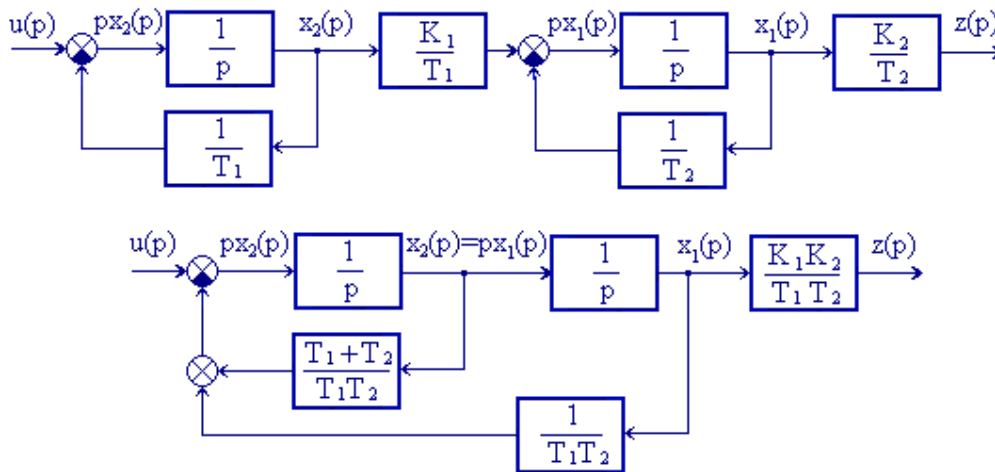 u(p) px₂(p) 1/p x₂(p) K₁/T₁ px₁(p) 1/p x₁(p) K₂/T₂ z(p)
1/T₁ 1/T₂
u(p) px₂(p) 1/p x₂(p)=px₁(p) 1/p x₁(p) K₁K₂/T₁T₂ z(p)
T₁+T₂/T₁T₂
1/T₁T₂